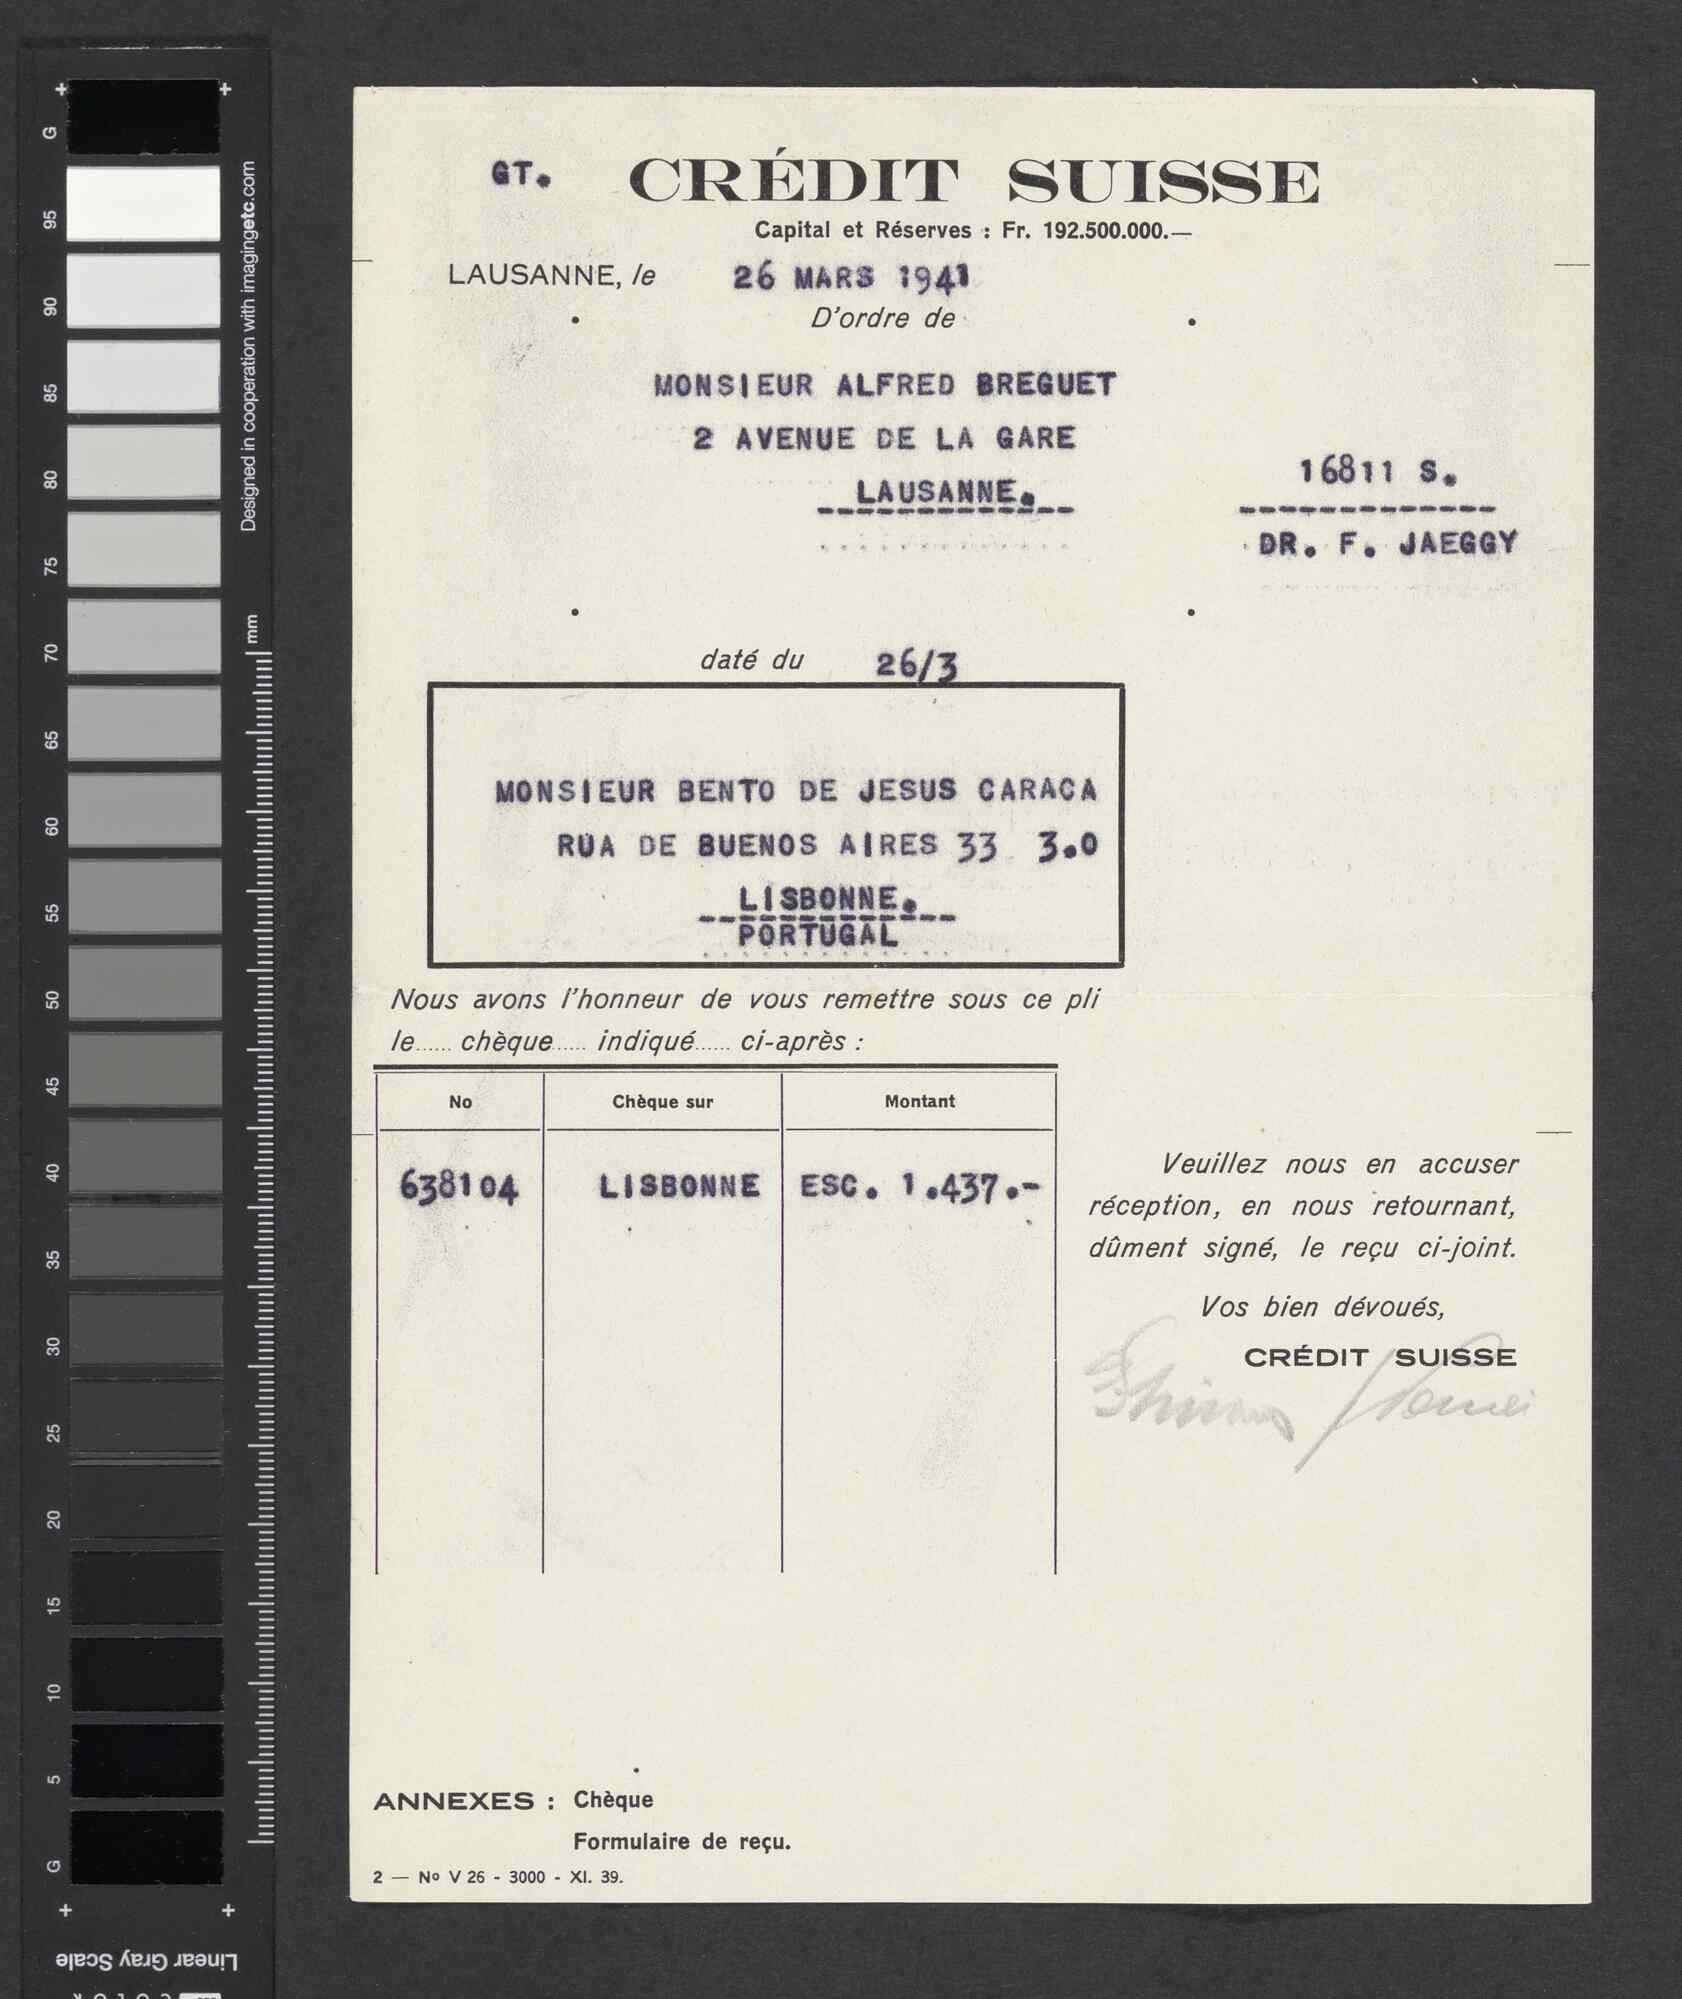 GT. CRÉDIT SUISSE
Capital et Réserves : Fr. 192.500.000.—
LAUSANNE, le 26 MARS 1941
D'ordre de
MONSIEUR ALFRED BREGUET
2 AVENUE DE LA GARE
LAUSANNE.
16811 S.
DR. F. JAEGGY
daté du 26/3
MONSIEUR BENTO DE JESUS CARACA
RUA DE BUENOS AIRES 33 3.0
LISBONNE.
PORTUGAL
Nous avons l'honneur de vous remettre sous ce pli
le...... chèque...... indiqué...... ci-après :
No Chèque sur Montant
638104 LISBONNE ESC. 1.437.-
Veuillez nous en accuser
réception, en nous retournant,
dûment signé, le reçu ci-joint.
Vos bien dévoués,
CRÉDIT SUISSE
ANNEXES : Chèque
Formulaire de reçu.
2 — No V 26 - 3000 - XI. 39.
G
95
90
85
80
75
70
65
60
55
50
45
40
35
30
25
20
15
10
5
G
Designed in cooperation with imagingetc.com
mm
Linear Gray Scale